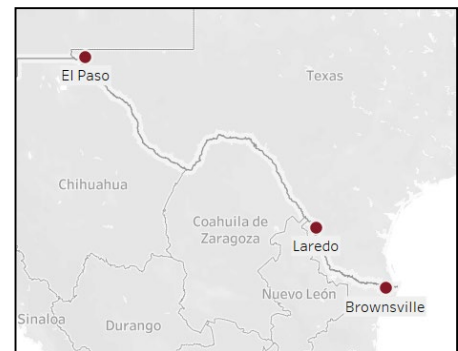 El Paso
Texas
Chihuahua
Coahuila de
Zaragoza
Laredo
Nuevo León
Brownsville
Sinaloa
Durango